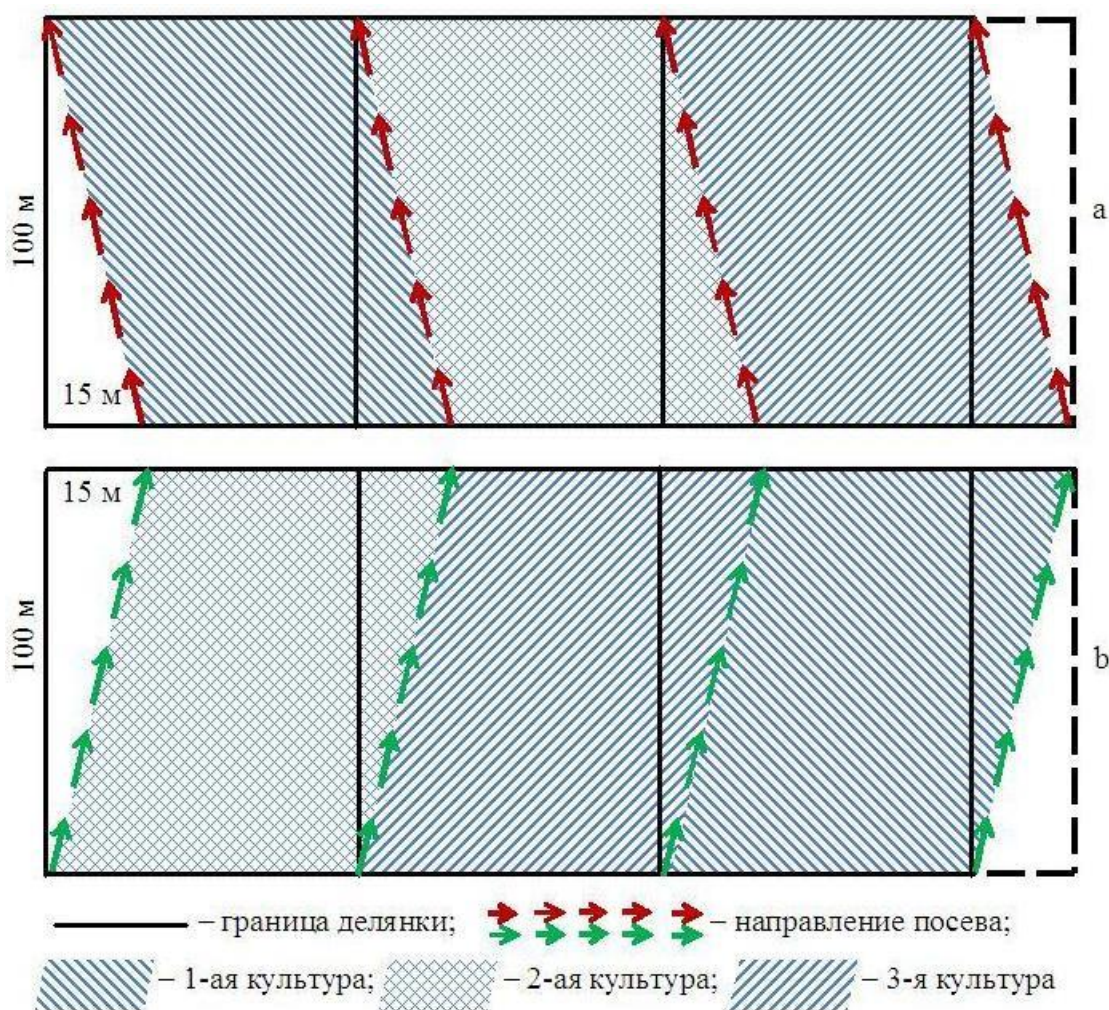 100 м
15 м
a
15 м
100 м
b
– граница делянки; – направление посева;
– 1-ая культура; – 2-ая культура; – 3-я культура